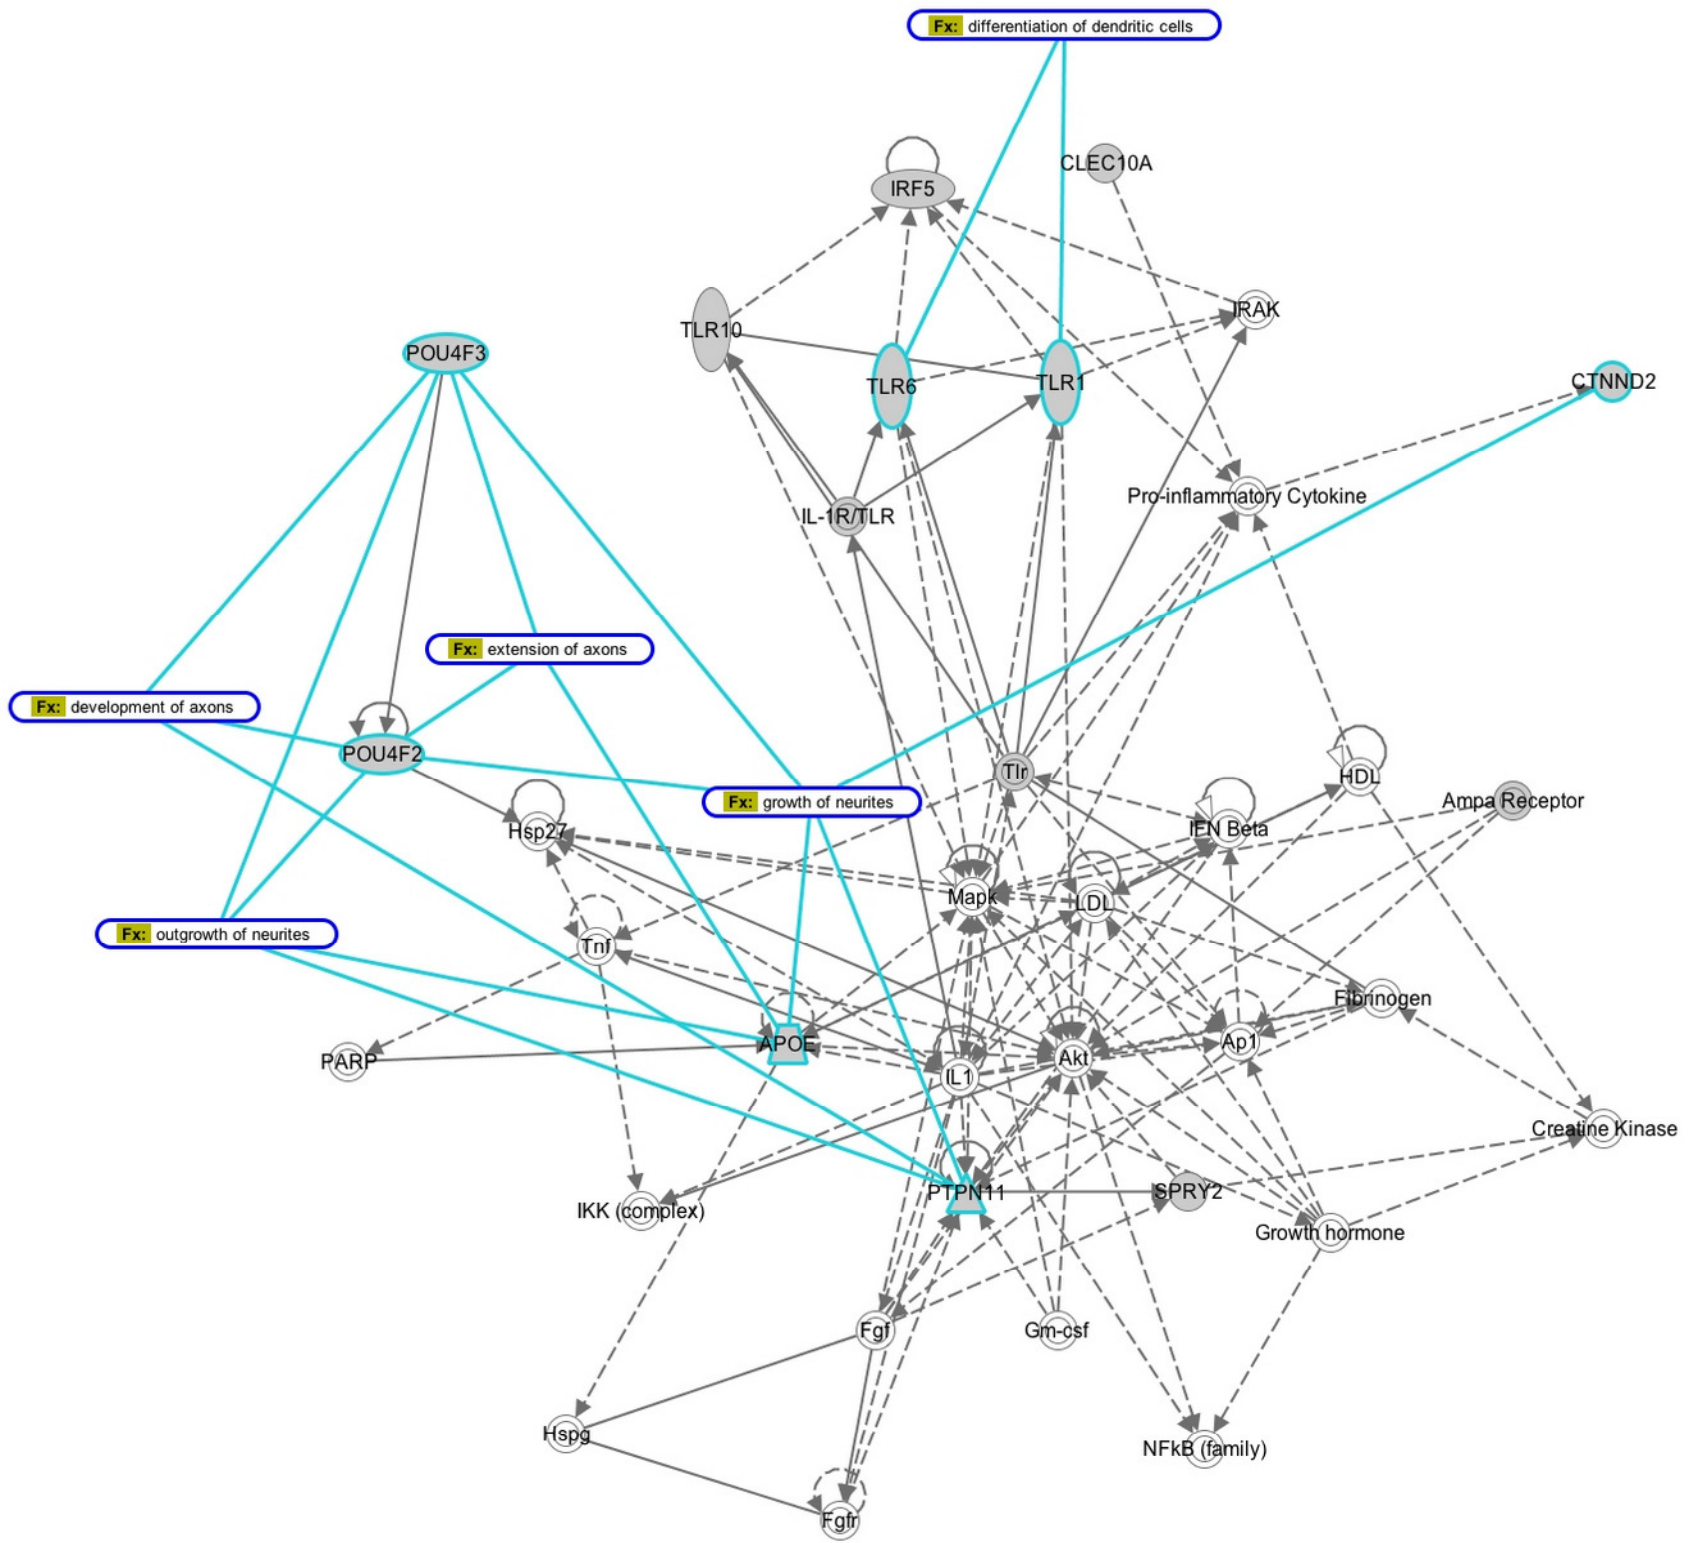 Fx: differentiation of dendritic cells
CLEC10A
IRF5
IRAK
TLR10
POU4F3
TLR6
TLR1
CTNND2
Pro-inflammatory Cytokine
IL-1R/TLR
Fx: extension of axons
Fx: development of axons
POU4F2
Tlr
HDL
Fx: growth of neurites
Ampa Receptor
Hsp27
IFN Beta
Mapk
LDL
Fx: outgrowth of neurites
Tnf
Fibrinogen
APOE
Ap1
PARP
Akt
IL1
Creatine Kinase
PTPN11
SPRY2
IKK (complex)
Growth hormone
Fgf
Gm-csf
Hspg
NFkB (family)
Fgfr